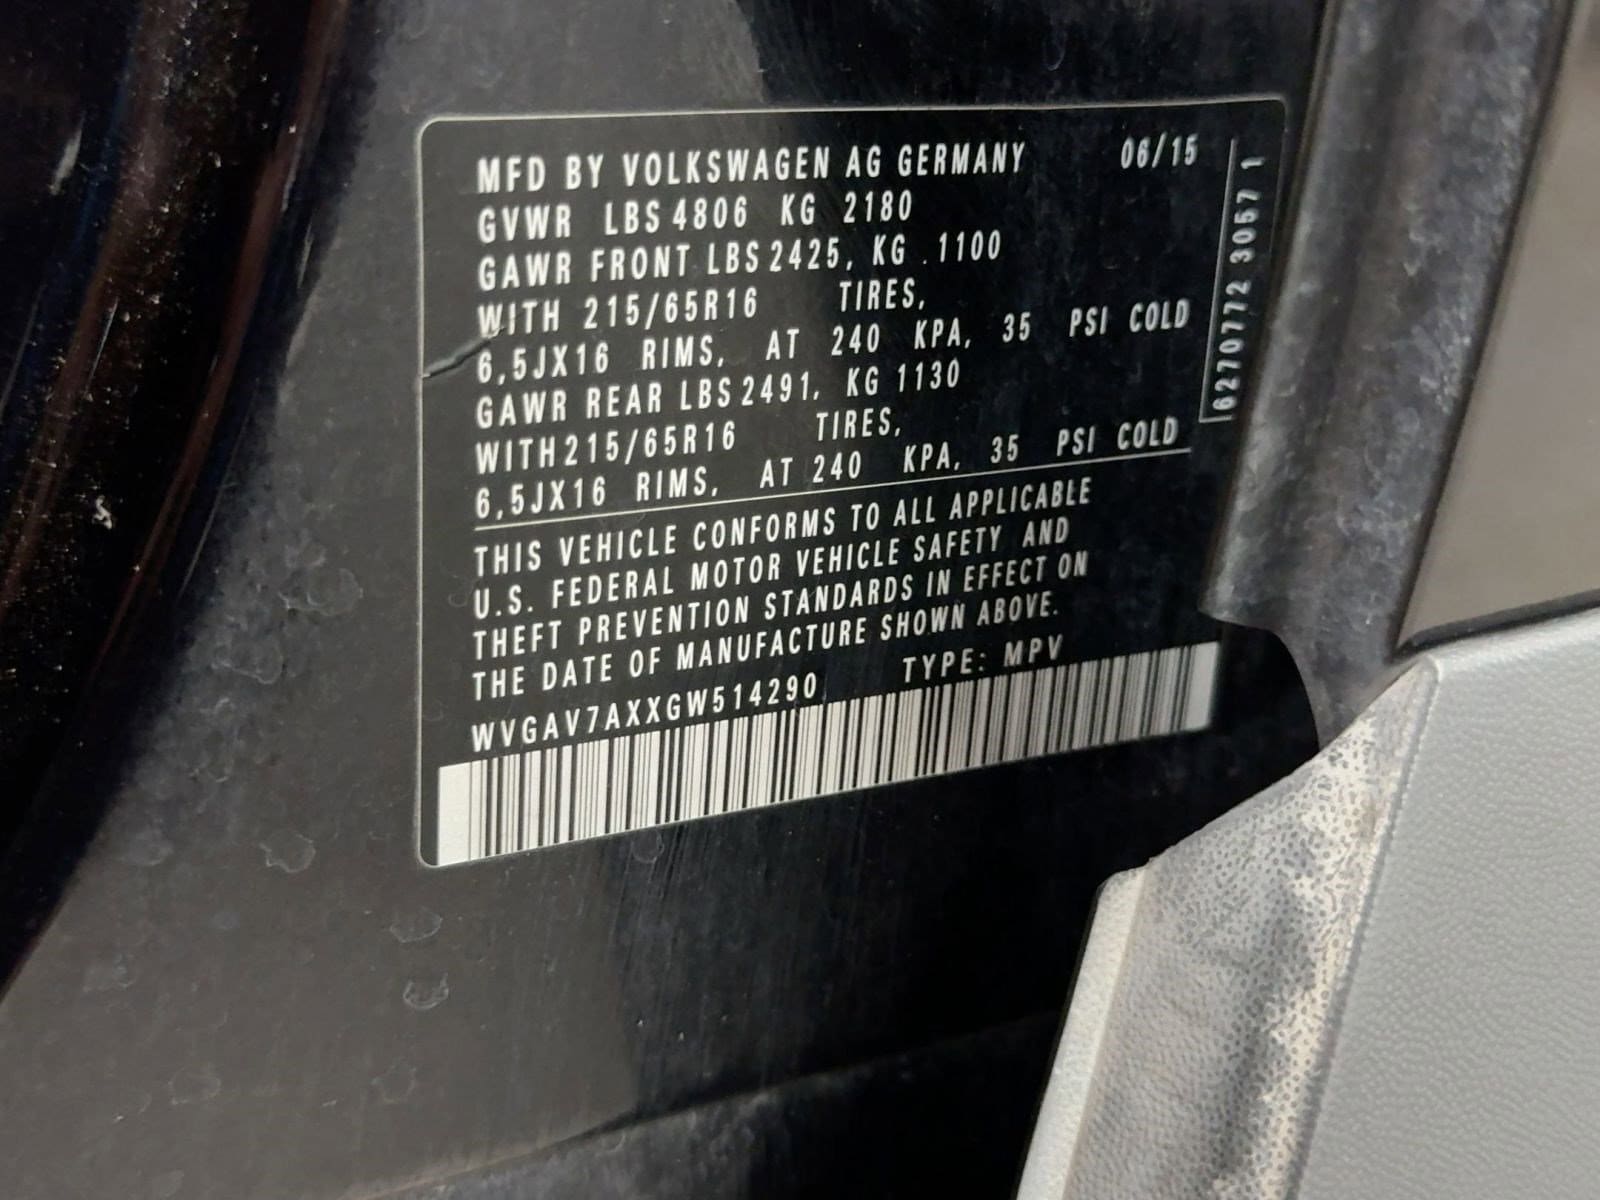 MFD BY VOLKSWAGEN AG GERMANY 06/15
GVWR LBS 4806 KG 2180
GAWR FRONT LBS 2425, KG . 1100
WITH 215/65R16 TIRES,
6,5JX16 RIMS, AT 240 KPA, 35 PSI COLD
GAWR REAR LBS 2491, KG 1130
WITH 215/65R16 TIRES,
6,5JX16 RIMS, AT 240 KPA, 35 PSI COLD
THIS VEHICLE CONFORMS TO ALL APPLICABLE
U.S. FEDERAL MOTOR VEHICLE SAFETY AND
THEFT PREVENTION STANDARDS IN EFFECT ON
THE DATE OF MANUFACTURE SHOWN ABOVE.
WVGAV7AXXGW514290 TYPE: MPV
6270772 3057 1